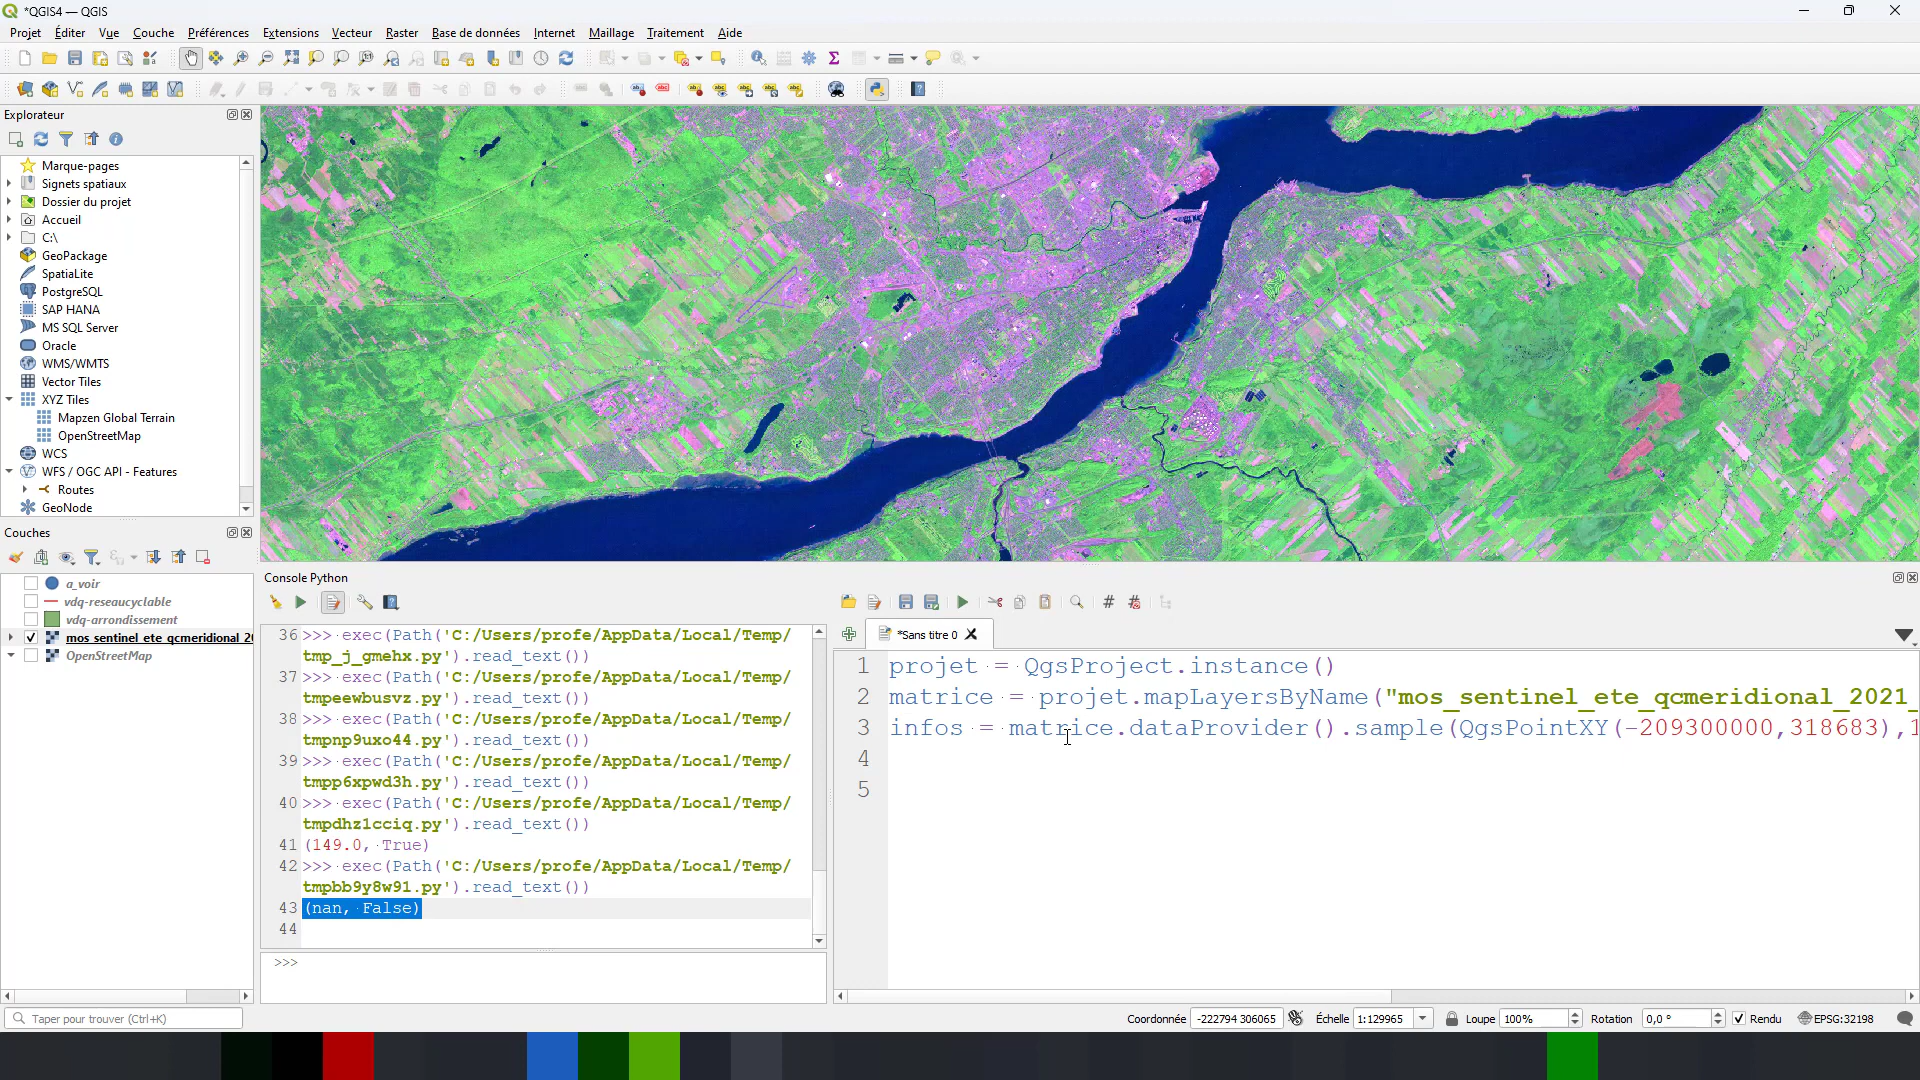 *QGIS4 — QGIS
Projet Éditer Vue Couche Préférences Extensions Vecteur Raster Base de données Internet Maillage Traitement Aide
Explorateur
Marque-pages
Signets spatiaux
Dossier du projet
Accueil
C:\
GeoPackage
SpatiaLite
PostgreSQL
SAP HANA
MS SQL Server
Oracle
WMS/WMTS
Vector Tiles
XYZ Tiles
Mapzen Global Terrain
OpenStreetMap
WCS
WFS / OGC API - Features
Routes
GeoNode
Couches
a_voir
vdq-reseaucyclable
vdq-arrondissement
mos_sentinel_ete_qcmeridional_2
OpenStreetMap
Taper pour trouver (Ctrl+K)
Console Python
36 >>> exec(Path('C:/Users/profe/AppData/Local/Temp/
tmp_j_gmehx.py').read_text())
37 >>> exec(Path('C:/Users/profe/AppData/Local/Temp/
tmpeewbusvz.py').read_text())
38 >>> exec(Path('C:/Users/profe/AppData/Local/Temp/
tmpnp9uxo44.py').read_text())
39 >>> exec(Path('C:/Users/profe/AppData/Local/Temp/
tmpp6xpwd3h.py').read_text())
40 >>> exec(Path('C:/Users/profe/AppData/Local/Temp/
tmpdhz1cciq.py').read_text())
41 (149.0, True)
42 >>> exec(Path('C:/Users/profe/AppData/Local/Temp/
tmpbb9y8w91.py').read_text())
43 (nan, False)
44
>>>
*Sans titre 0
1 projet = QgsProject.instance()
2 matrice = projet.mapLayersByName("mos_sentinel_ete_qcmeridional_2021_
3 infos = matrice.dataProvider().sample(QgsPointXY(-209300000,318683),1
4
5
Coordonnée -222794 306065 Échelle 1:129965 Loupe 100% Rotation 0,0 ° Rendu EPSG:32198